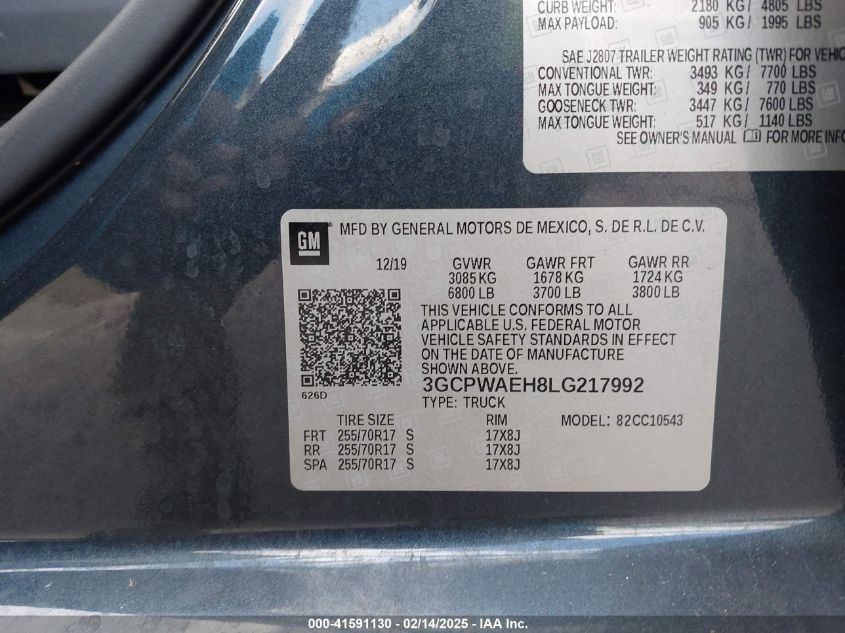 CURB WEIGHT: 2180 KG/ 4805 LBS
MAX PAYLOAD: 905 KG/ 1995 LBS
SAE J2807 TRAILER WEIGHT RATING (TWR) FOR VEHIC
CONVENTIONAL TWR: 3493 KG/ 7700 LBS
MAX TONGUE WEIGHT: 349 KG/ 770 LBS
GOOSENECK TWR: 3447 KG/ 7600 LBS
MAX TONGUE WEIGHT: 517 KG/ 1140 LBS
SEE OWNER'S MANUAL FOR MORE INFO
GM MFD BY GENERAL MOTORS DE MEXICO, S. DE R.L. DE C.V.
12/19 GVWR GAWR FRT GAWR RR
3085 KG 1678 KG 1724 KG
6800 LB 3700 LB 3800 LB
THIS VEHICLE CONFORMS TO ALL
APPLICABLE U.S. FEDERAL MOTOR
VEHICLE SAFETY STANDARDS IN EFFECT
ON THE DATE OF MANUFACTURE
SHOWN ABOVE.
3GCPWAEH8LG217992
626D TYPE: TRUCK
TIRE SIZE RIM MODEL: 82CC10543
FRT 255/70R17 S 17X8J
RR 255/70R17 S 17X8J
SPA 255/70R17 S 17X8J
000-41591130 - 02/14/2025 - IAAI.com